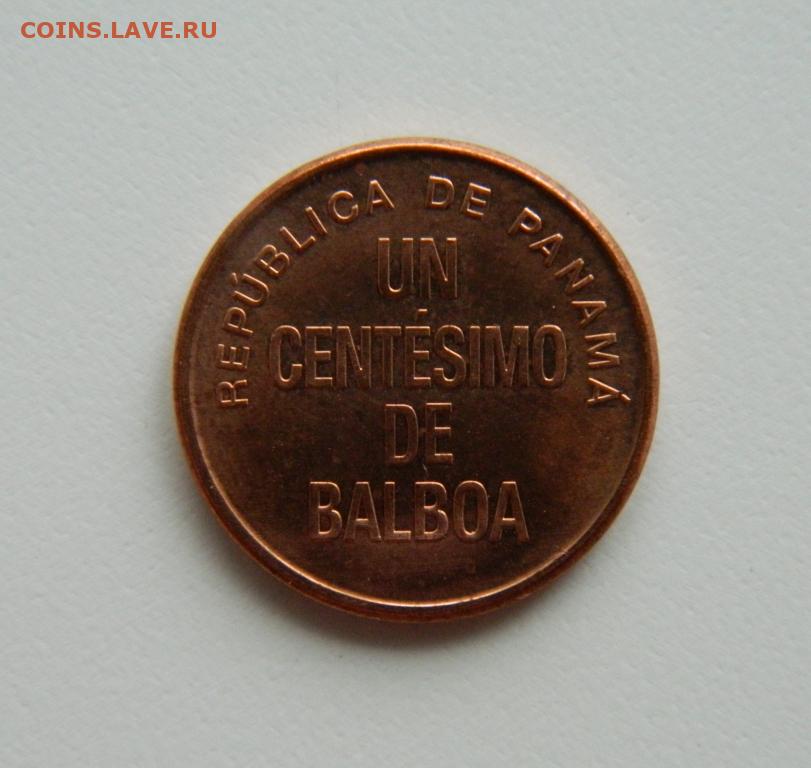 COINS.LAVE.RU
REPÚBLICA DE PANAMÁ
UN
CENTÉSIMO
DE
BALBOA